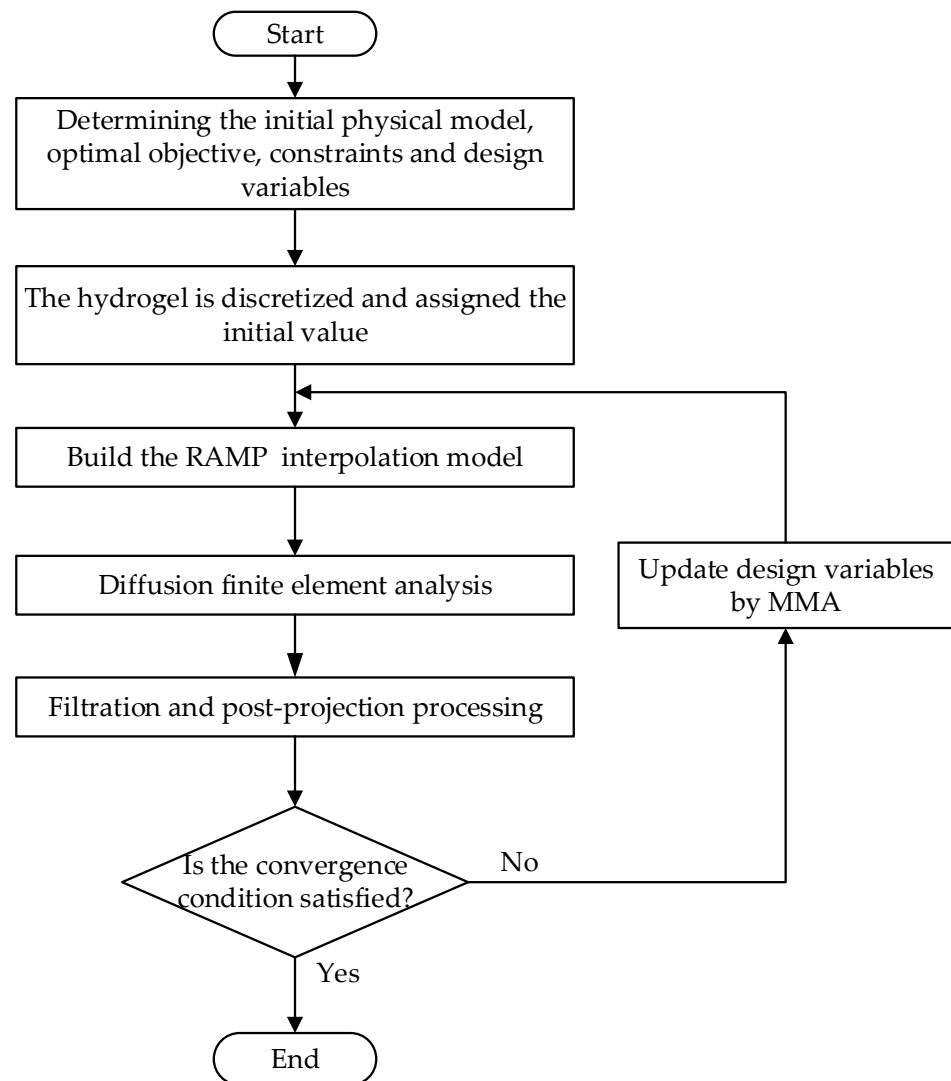 Start
Determining the initial physical model,
optimal objective, constraints and design
variables
The hydrogel is discretized and assigned the
initial value
Build the RAMP interpolation model
Diffusion finite element analysis
Update design variables
by MMA
Filtration and post-projection processing
Is the convergence
condition satisfied?
No
Yes
End